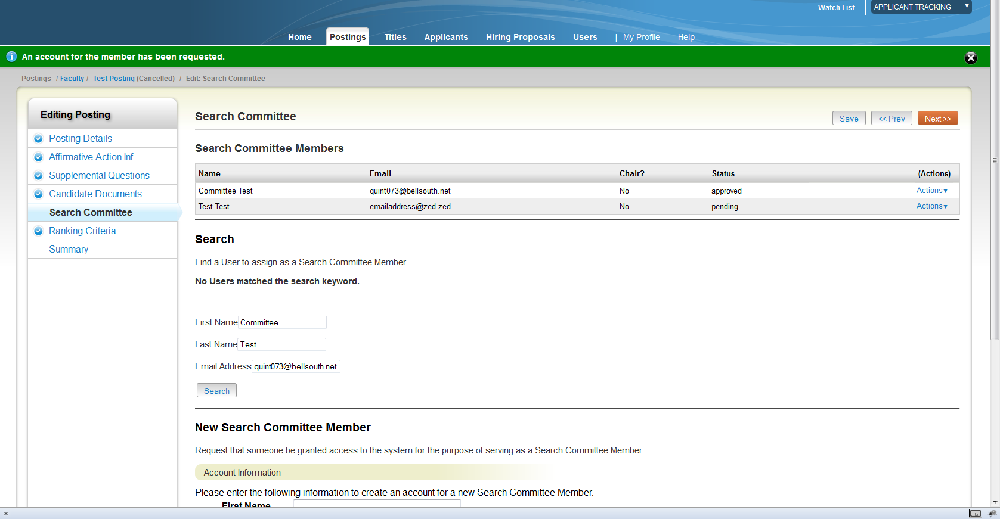 Watch List
APPLICANT TRACKING
Home Postings Titles Applicants Hiring Proposals Users | My Profile Help
An account for the member has been requested.
Postings / Faculty / Test Posting (Cancelled) / Edit: Search Committee
Editing Posting
Posting Details
Affirmative Action Inf...
Supplemental Questions
Candidate Documents
Search Committee
Ranking Criteria
Summary
Search Committee
Save << Prev Next >>
Search Committee Members
Name Email Chair? Status (Actions)
Committee Test quint073@bellsouth.net No approved Actions
Test Test emailaddress@zed.zed No pending Actions
Search
Find a User to assign as a Search Committee Member.
No Users matched the search keyword.
First Name Committee
Last Name Test
Email Address quint073@bellsouth.net
Search
New Search Committee Member
Request that someone be granted access to the system for the purpose of serving as a Search Committee Member.
Account Information
Please enter the following information to create an account for a new Search Committee Member.
First Name